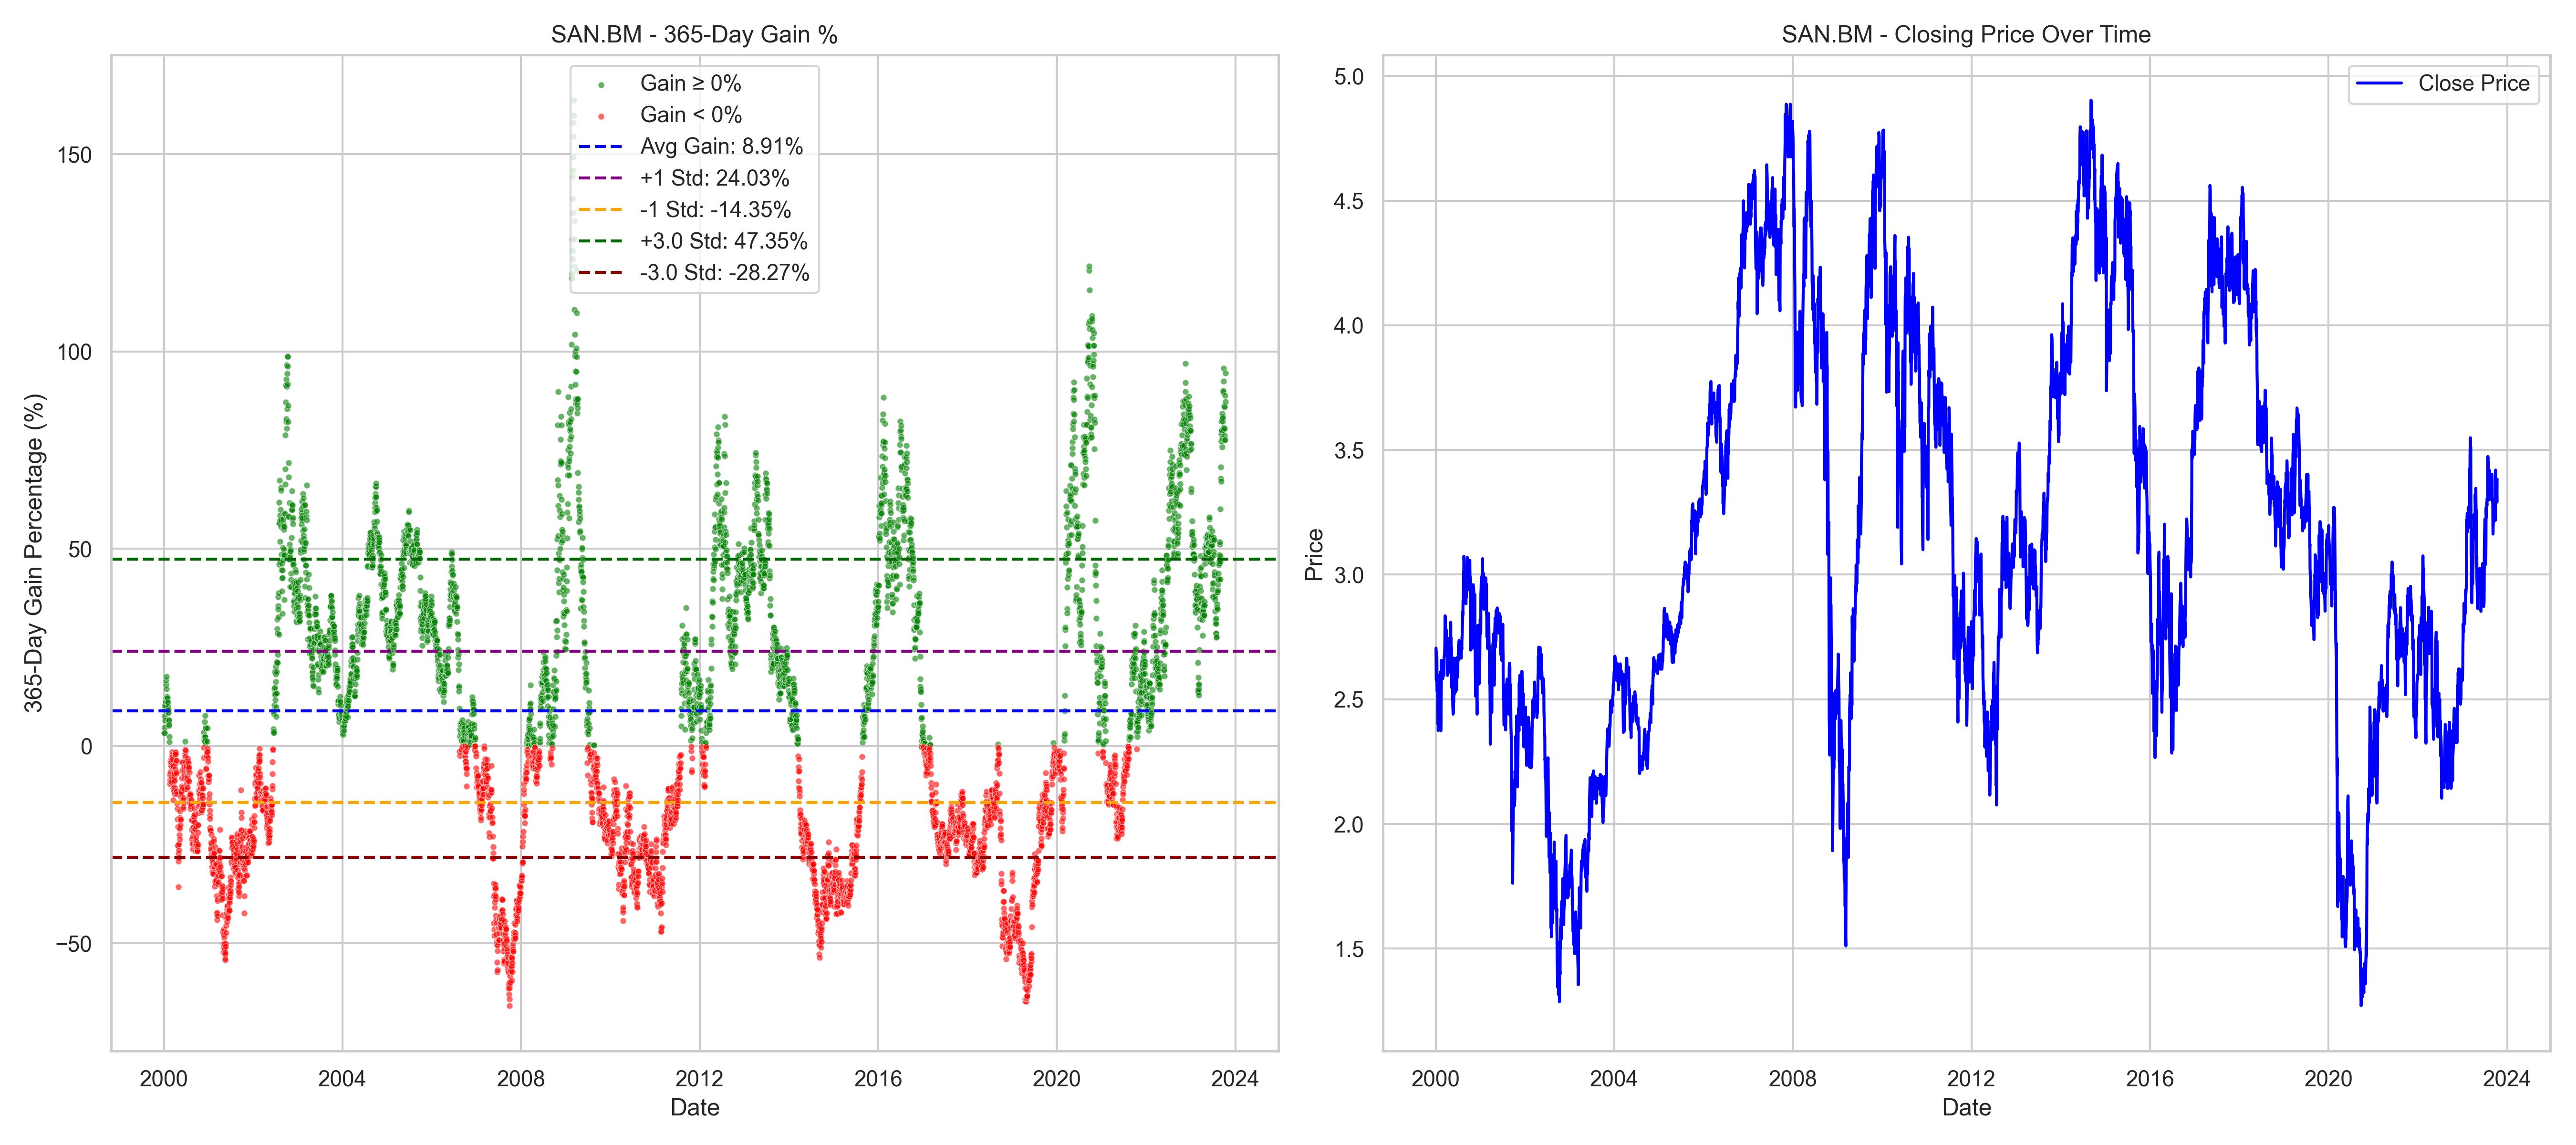 SAN.BM - 365-Day Gain %
Gain ≥ 0%
Gain < 0%
Avg Gain: 8.91%
+1 Std: 24.03%
-1 Std: -14.35%
+3.0 Std: 47.35%
-3.0 Std: -28.27%
365-Day Gain Percentage (%)
150
100
50
0
−50
2000 2004 2008 2012 2016 2020 2024
Date
SAN.BM - Closing Price Over Time
Close Price
Price
5.0
4.5
4.0
3.5
3.0
2.5
2.0
1.5
2000 2004 2008 2012 2016 2020 2024
Date